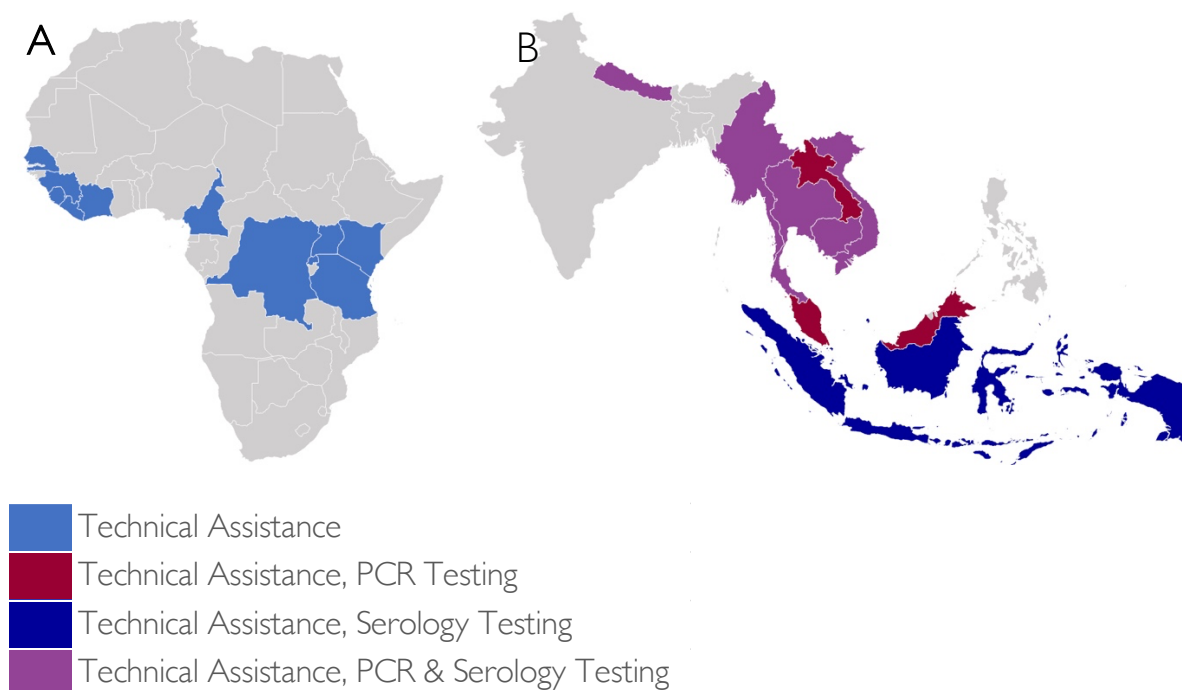 A
B
Technical Assistance
Technical Assistance, PCR Testing
Technical Assistance, Serology Testing
Technical Assistance, PCR & Serology Testing